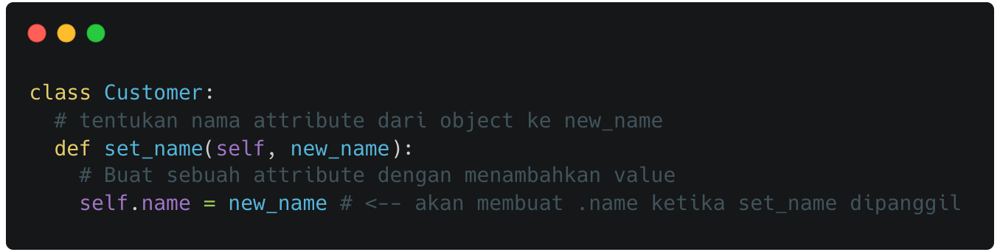 class Customer:
  # tentukan nama attribute dari object ke new_name
  def set_name(self, new_name):
    # Buat sebuah attribute dengan menambahkan value
    self.name = new_name # <-- akan membuat .name ketika set_name dipanggil